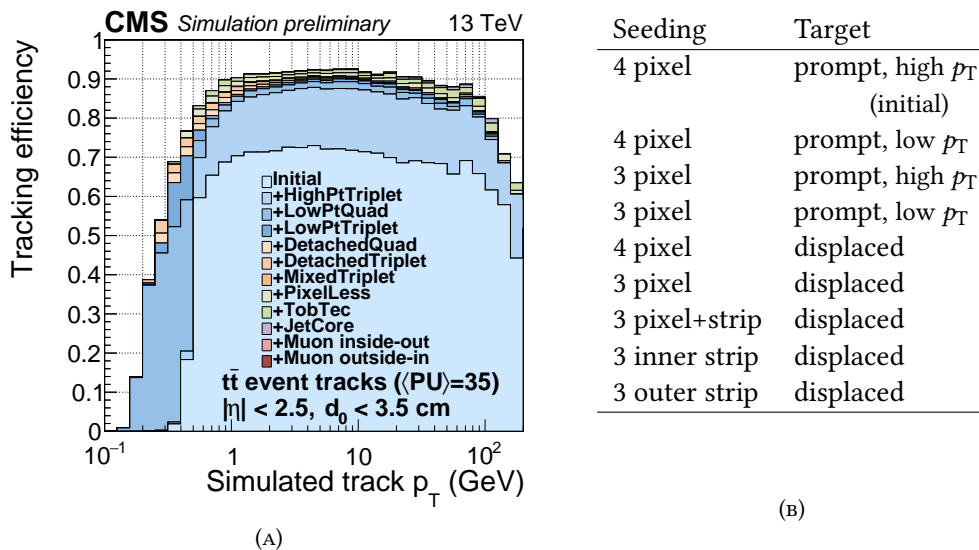 CMS Simulation preliminary 13 TeV
Tracking efficiency
1
0.9
0.8
0.7
0.6
0.5
0.4
0.3
0.2
0.1
0
Initial
+HighPtTriplet
+LowPtQuad
+LowPtTriplet
+DetachedQuad
+DetachedTriplet
+MixedTriplet
+PixelLess
+TobTec
+JetCore
+Muon inside-out
+Muon outside-in
tt̄ event tracks (⟨PU⟩=35)
|η| < 2.5, d₀ < 3.5 cm
10⁻¹ 1 10 10²
Simulated track p_T (GeV)
(A)
Seeding Target
4 pixel prompt, high p_T
(initial)
4 pixel prompt, low p_T
3 pixel prompt, high p_T
3 pixel prompt, low p_T
4 pixel displaced
3 pixel displaced
3 pixel+strip displaced
3 inner strip displaced
3 outer strip displaced
(B)